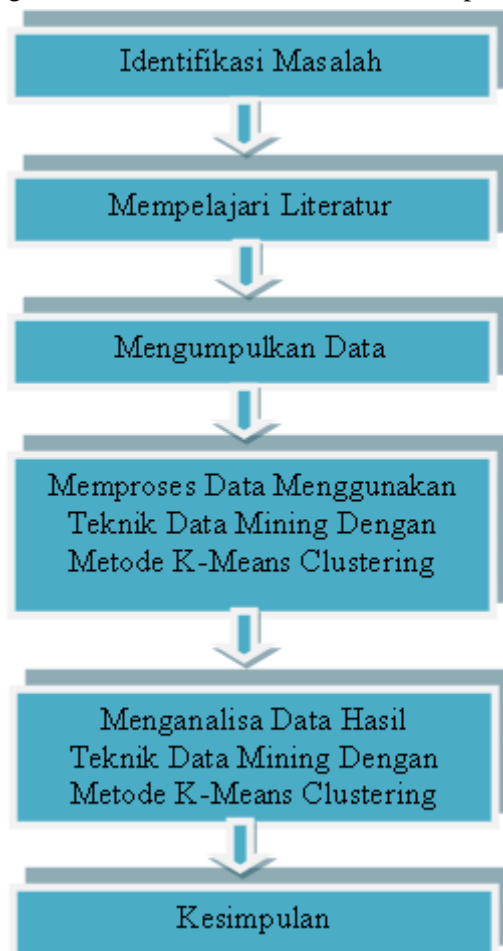 Identifikasi Masalah
Mempelajari Literatur
Mengumpulkan Data
Memproses Data Menggunakan
Teknik Data Mining Dengan
Metode K-Means Clustering
Menganalisa Data Hasil
Teknik Data Mining Dengan
Metode K-Means Clustering
Kesimpulan